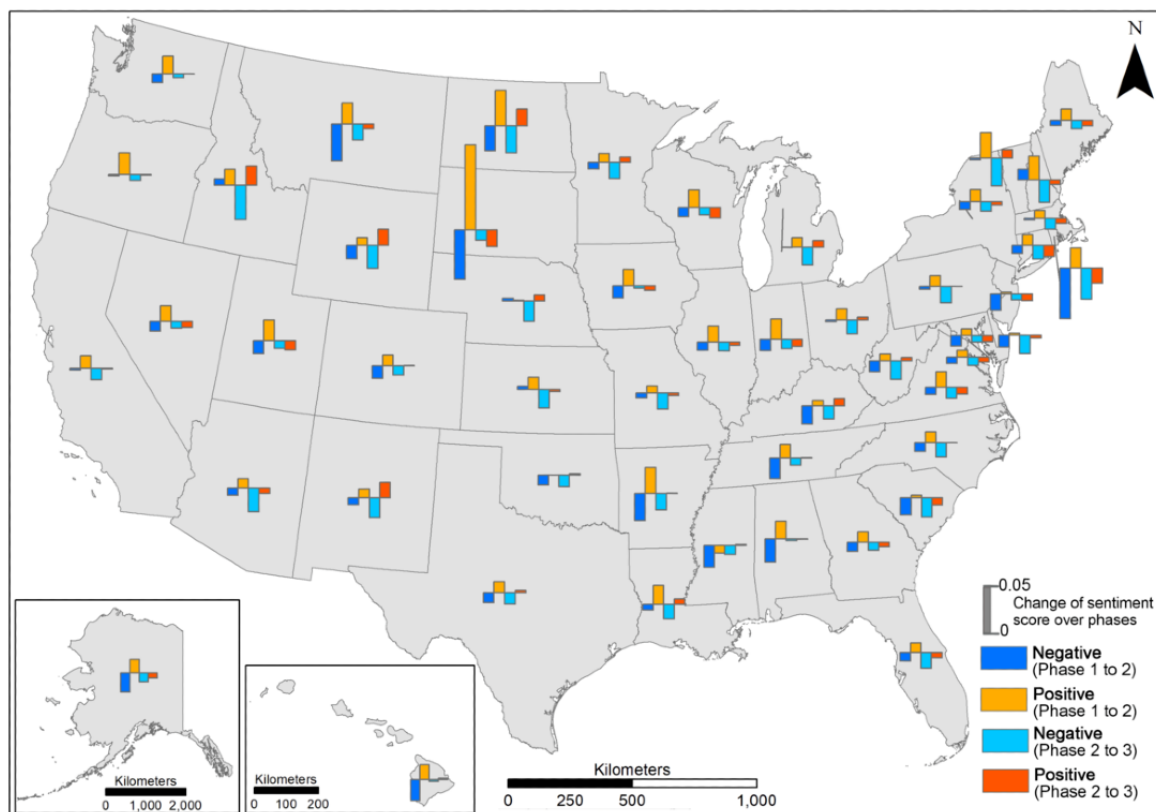 N
0.05
Change of sentiment
score over phases
0
Negative
(Phase 1 to 2)
Positive
(Phase 1 to 2)
Negative
(Phase 2 to 3)
Positive
(Phase 2 to 3)
Kilometers
0 1,000 2,000
Kilometers
0 100 200
Kilometers
0 250 500 1,000